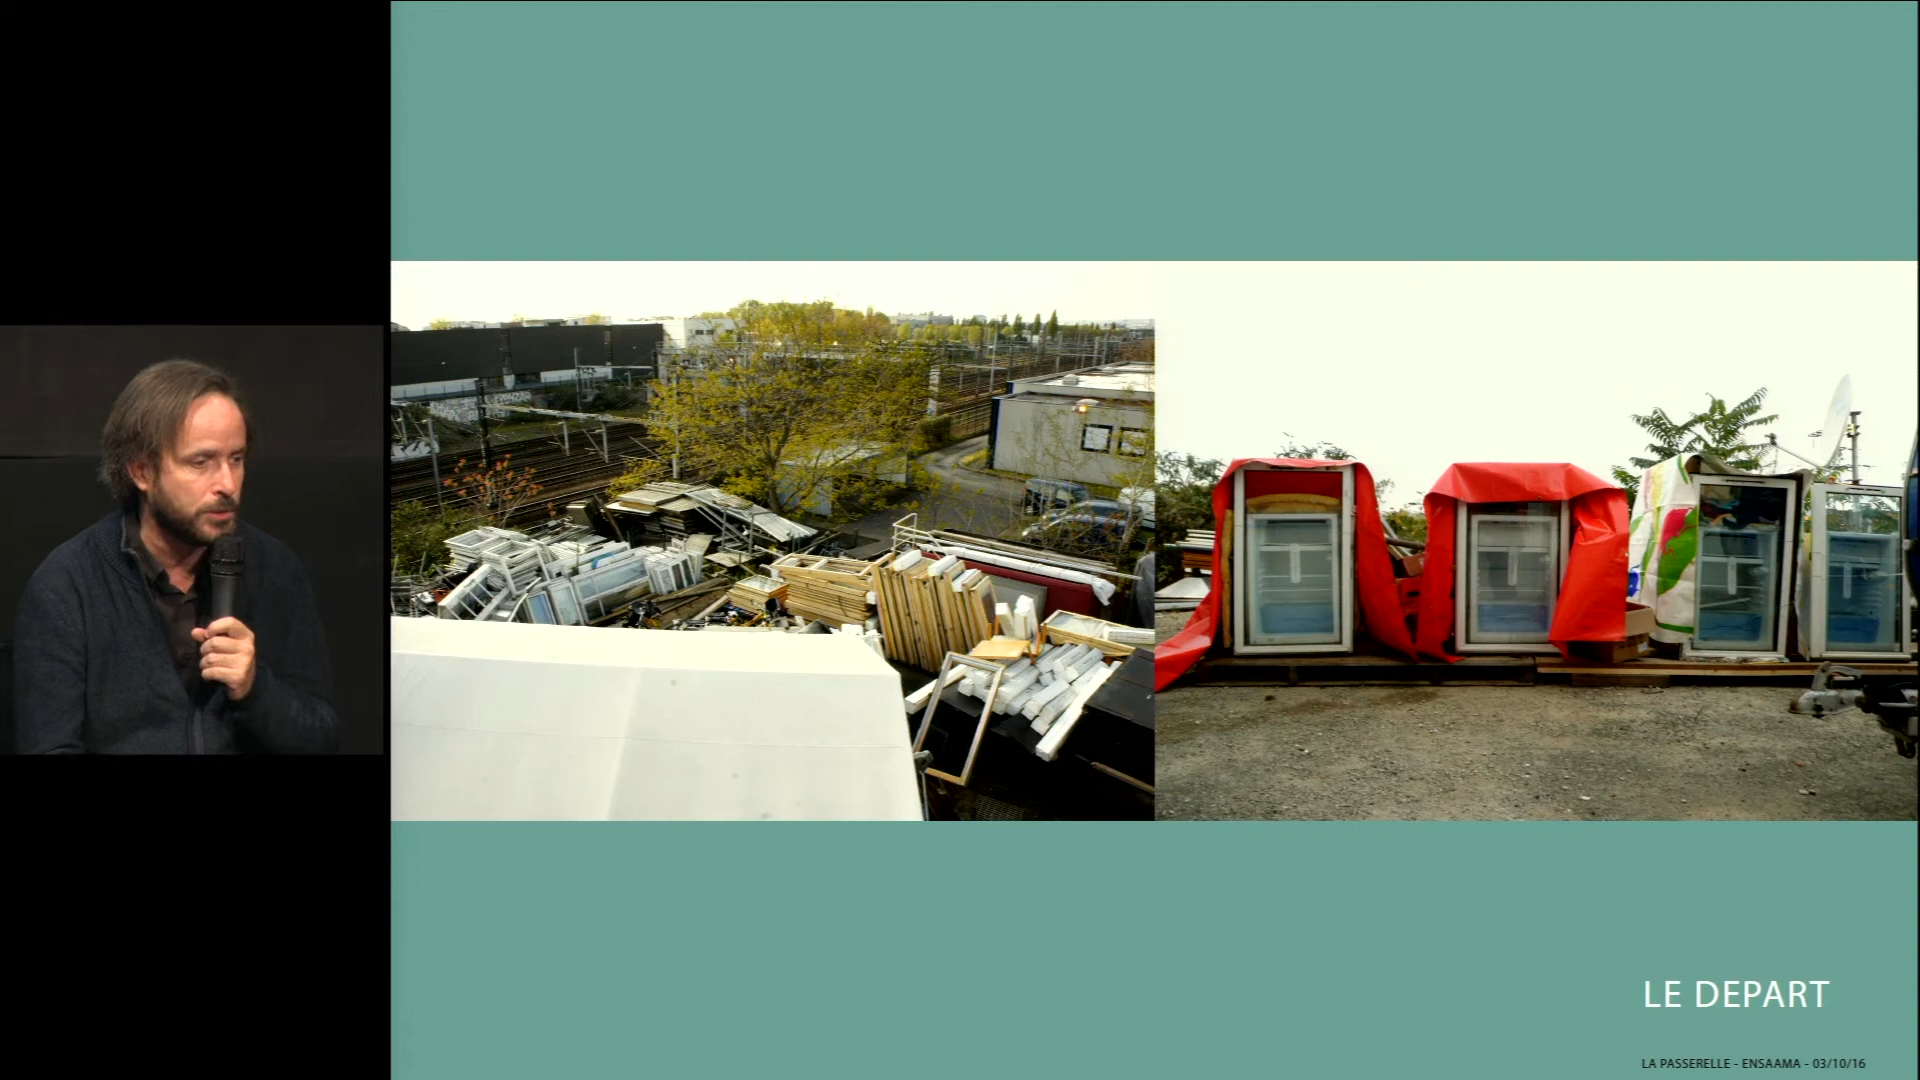 LE DEPART
LA PASSERELLE - ENSAAMA - 03/10/16